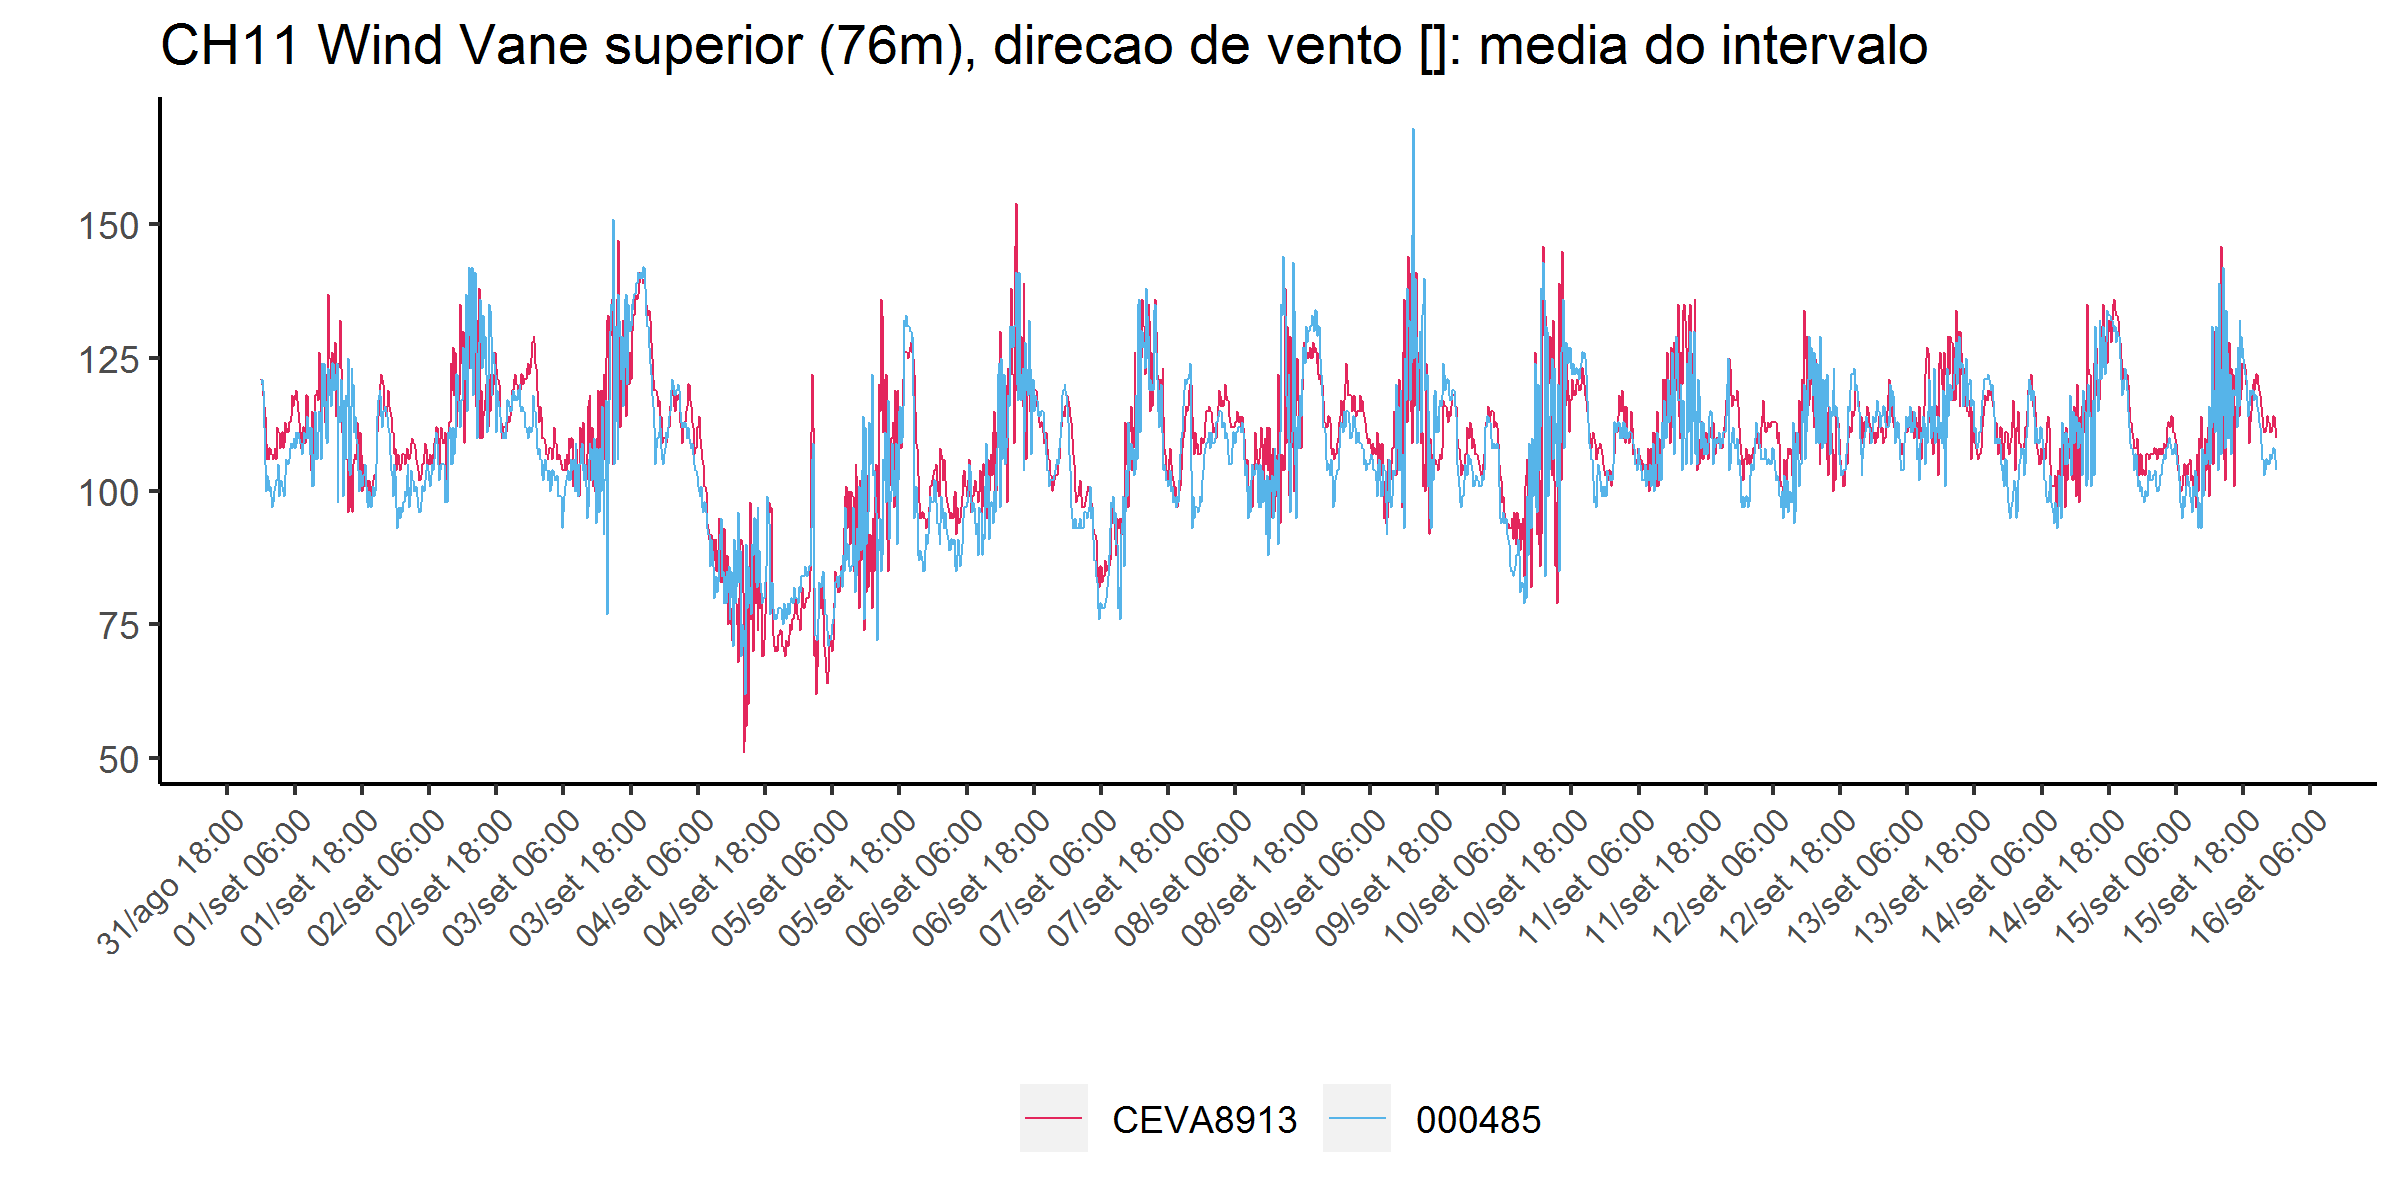 CH11 Wind Vane superior (76m), direcao de vento []: media do intervalo
150
125
100
75
50
31/ago 18:00
01/set 06:00
01/set 18:00
02/set 06:00
02/set 18:00
03/set 06:00
03/set 18:00
04/set 06:00
04/set 18:00
05/set 06:00
05/set 18:00
06/set 06:00
06/set 18:00
07/set 06:00
07/set 18:00
08/set 06:00
08/set 18:00
09/set 06:00
09/set 18:00
10/set 06:00
10/set 18:00
11/set 06:00
11/set 18:00
12/set 06:00
12/set 18:00
13/set 06:00
13/set 18:00
14/set 06:00
14/set 18:00
15/set 06:00
15/set 18:00
16/set 06:00
CEVA8913
000485